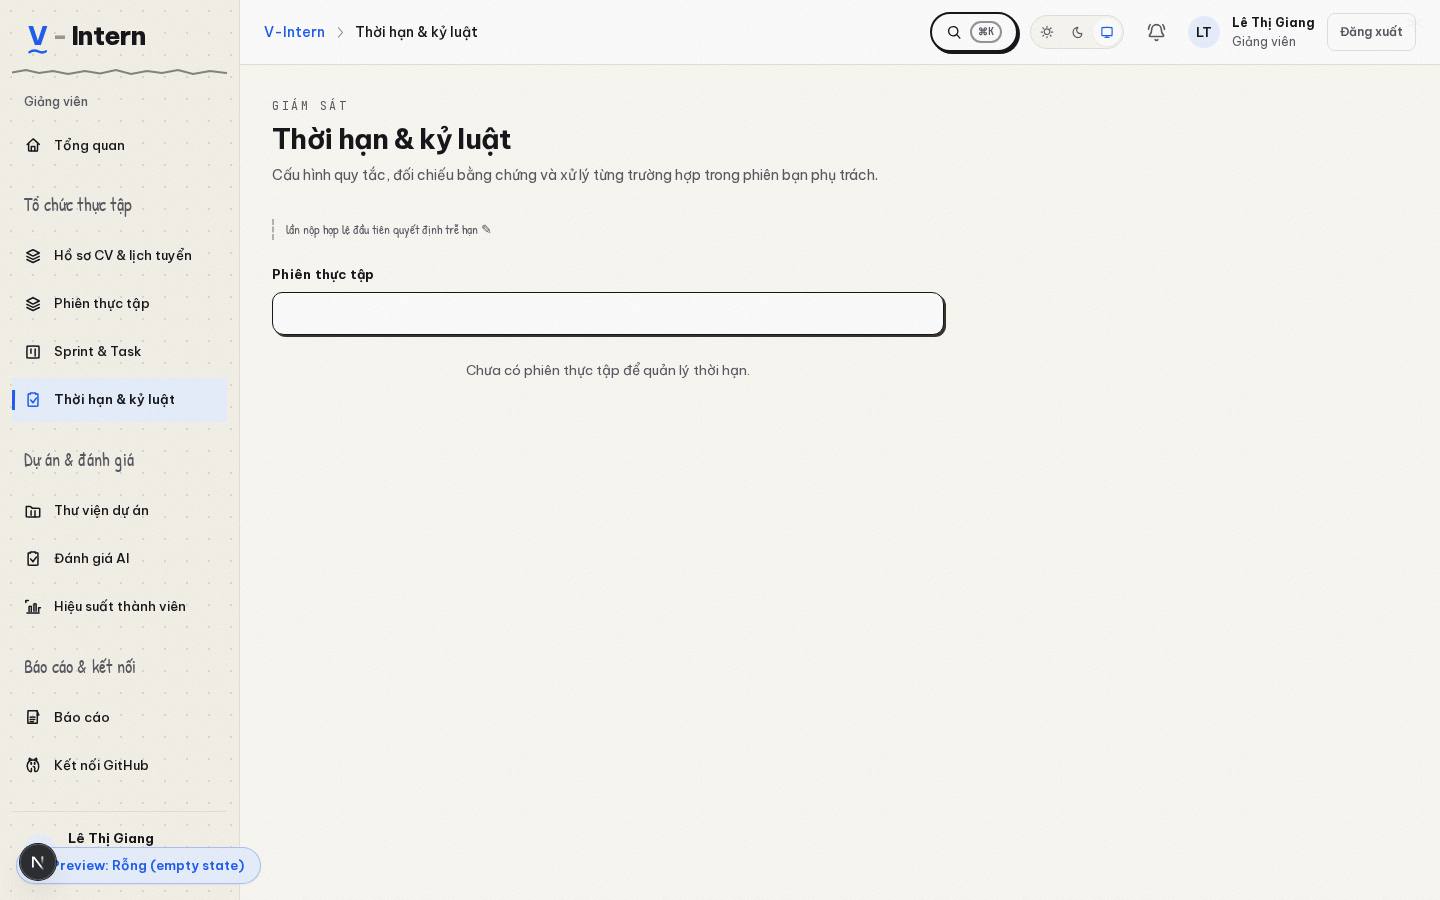 V - Intern
Giảng viên
Tổng quan
Tổ chức thực tập
Hồ sơ CV & lịch tuyển
Phiên thực tập
Sprint & Task
Thời hạn & kỷ luật
Dự án & đánh giá
Thư viện dự án
Đánh giá AI
Hiệu suất thành viên
Báo cáo & kết nối
Báo cáo
Kết nối GitHub
Lê Thị Giang
Preview: Rỗng (empty state)
V-Intern > Thời hạn & kỷ luật
⌘K
LT
Lê Thị Giang
Giảng viên
Đăng xuất
GIÁM SÁT
Thời hạn & kỷ luật
Cấu hình quy tắc, đối chiếu bằng chứng và xử lý từng trường hợp trong phiên bạn phụ trách.
lần nộp hợp lệ đầu tiên quyết định trễ hạn ✎
Phiên thực tập
Chưa có phiên thực tập để quản lý thời hạn.